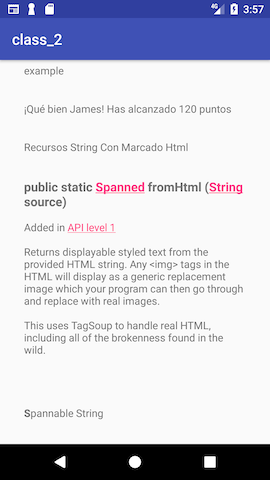 4G 3:57
class_2
example
¡Qué bien James! Has alcanzado 120 puntos
Recursos String Con Marcado Html
public static Spanned fromHtml (String
source)
Added in API level 1
Returns displayable styled text from the
provided HTML string. Any <img> tags in the
HTML will display as a generic replacement
image which your program can then go through
and replace with real images.
This uses TagSoup to handle real HTML,
including all of the brokenness found in the
wild.
Spannable String